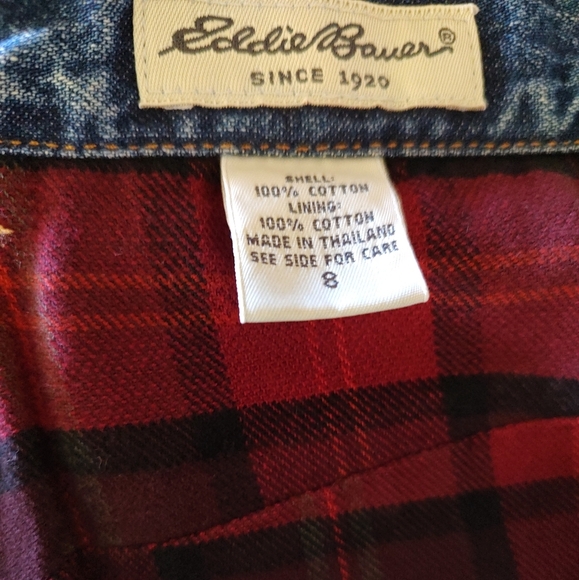 Eddie Bauer®
SINCE 1920
SHELL:
100% COTTON
LINING:
100% COTTON
MADE IN THAILAND
SEE SIDE FOR CARE
8